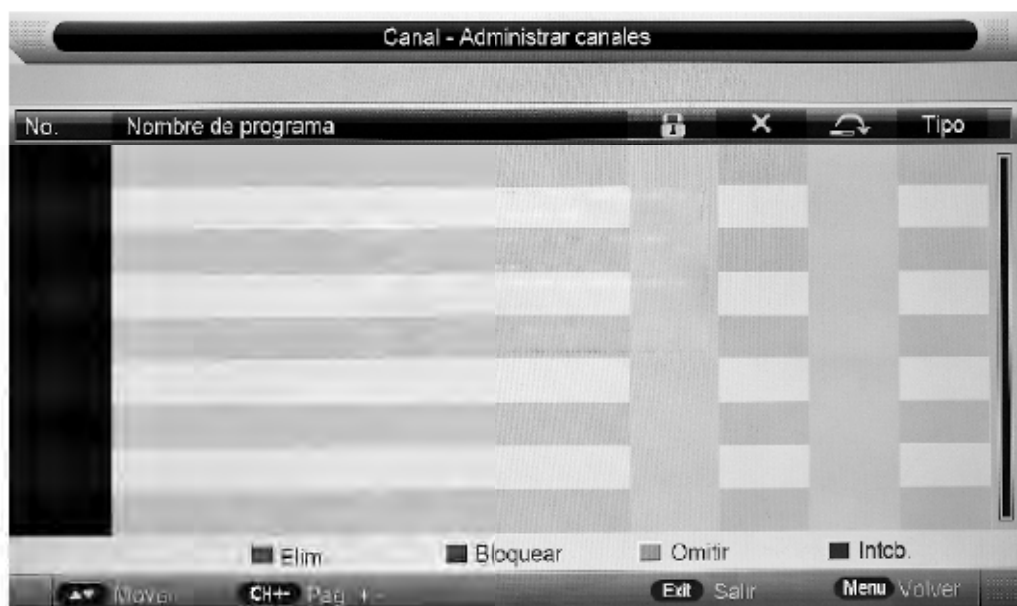 Canal - Administrar canales
No. Nombre de programa Tipo
Elim. Bloquear Omitir Intcb.
Mover CH+- Pag + - Exit Salir Menu Volver